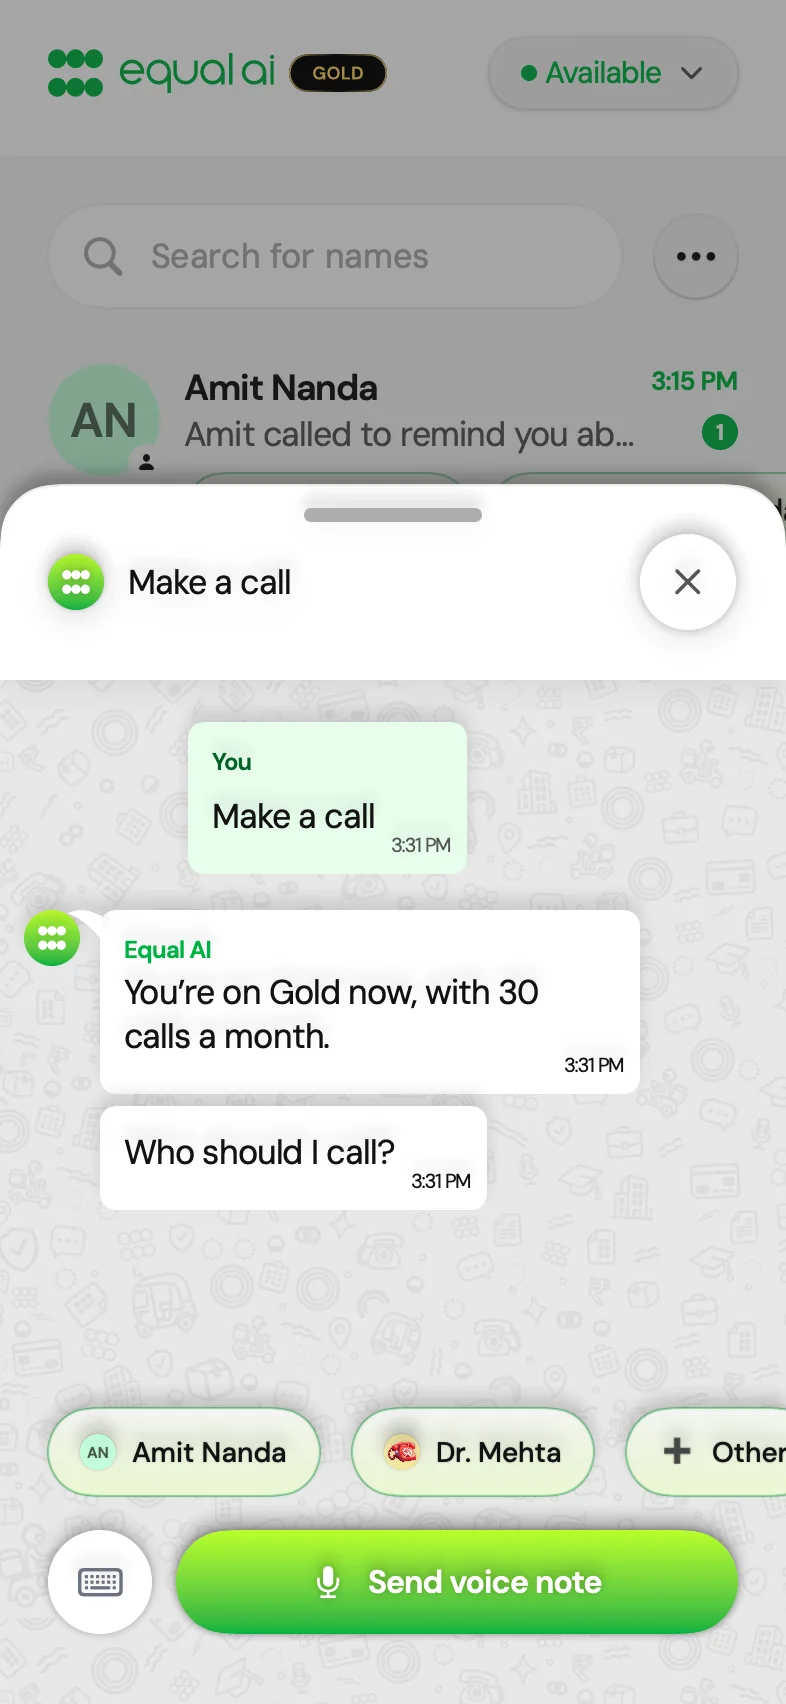 equal ai GOLD
Available
Search for names
AN
Amit Nanda
3:15 PM
Amit called to remind you ab...
1
Make a call
You
Make a call
3:31 PM
Equal AI
You're on Gold now, with 30
calls a month.
3:31 PM
Who should I call?
3:31 PM
AN Amit Nanda
Dr. Mehta
Other
Send voice note